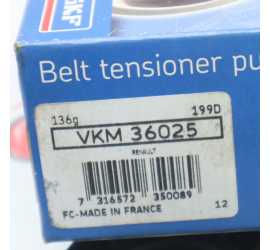 SKF
Belt tensioner pu
136g 199D
VKM 36025
RENAULT
7 316572 350089
FC-MADE IN FRANCE 12